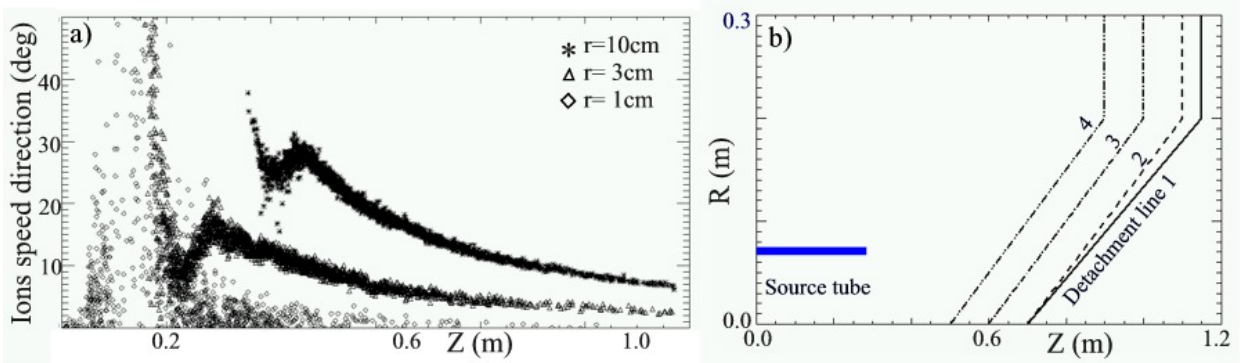 a)
Ions speed direction (deg)
40
30
20
10
* r=10cm
△ r= 3cm
◇ r= 1cm
0.2
0.6
Z (m)
1.0
b)
R (m)
0.3
0.0
Source tube
4
3
2
Detachment line 1
0.0
0.6
Z (m)
1.2